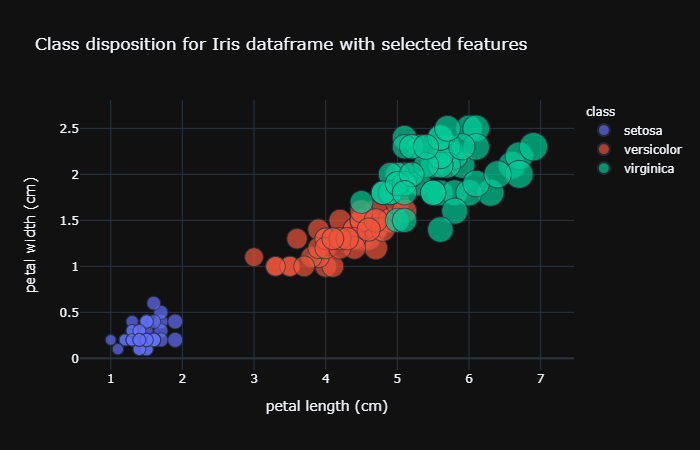 Class disposition for Iris dataframe with selected features
class
setosa
versicolor
virginica
petal width (cm)
2.5
2
1.5
1
0.5
0
1 2 3 4 5 6 7
petal length (cm)